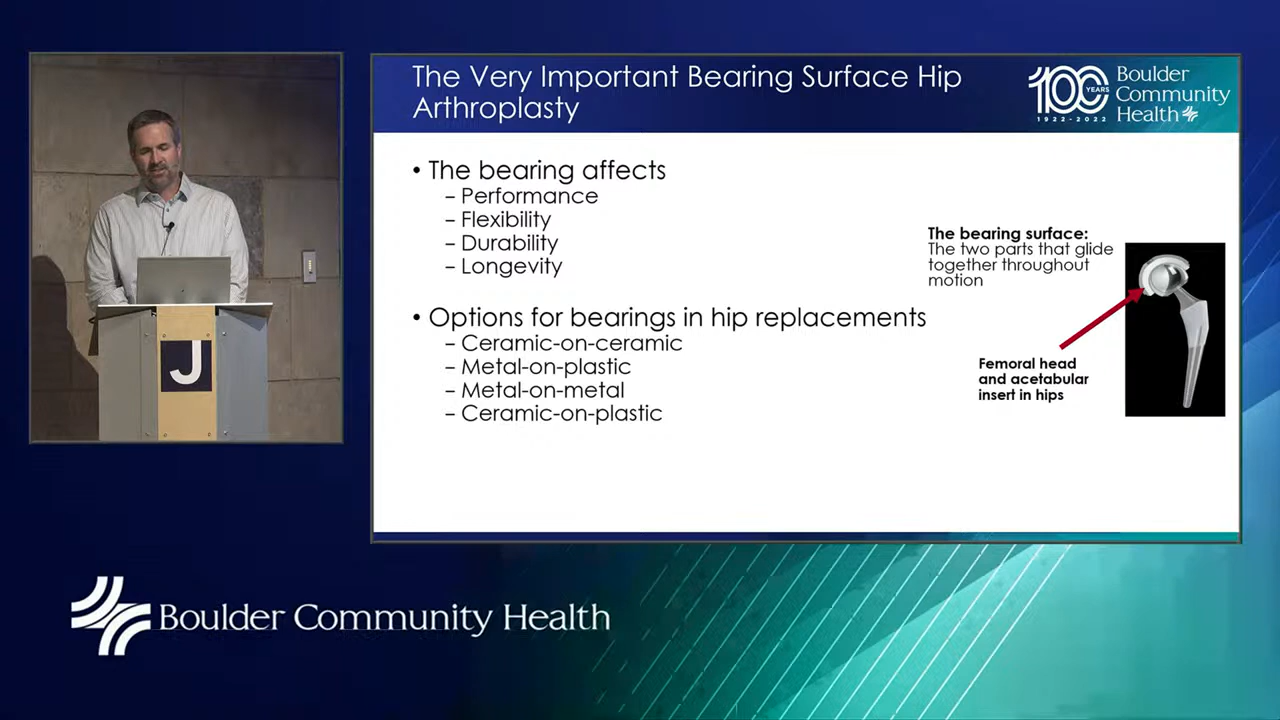 The Very Important Bearing Surface Hip
Arthroplasty
100
YEARS
1922-2022
Boulder
Community
Health
• The bearing affects
– Performance
– Flexibility
– Durability
– Longevity
• Options for bearings in hip replacements
– Ceramic-on-ceramic
– Metal-on-plastic
– Metal-on-metal
– Ceramic-on-plastic
The bearing surface:
The two parts that glide
together throughout
motion
Femoral head
and acetabular
insert in hips
J
Boulder Community Health